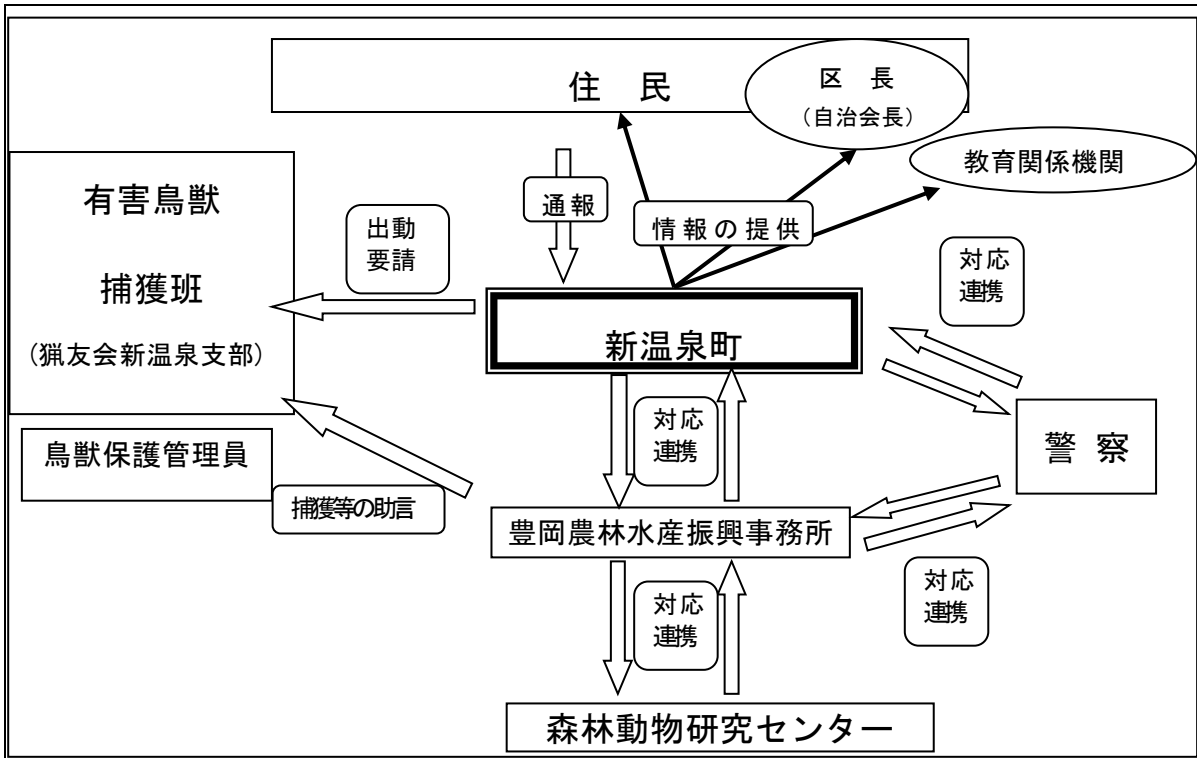 住 民
区 長
（自治会長）
教育関係機関
有害鳥獣
捕獲班
（猟友会新温泉支部）
出動
要請
通報
情報の提供
対応
連携
新温泉町
対応
連携
警 察
鳥獣保護管理員
捕獲等の助言
豊岡農林水産振興事務所
対応
連携
対応
連携
森林動物研究センター